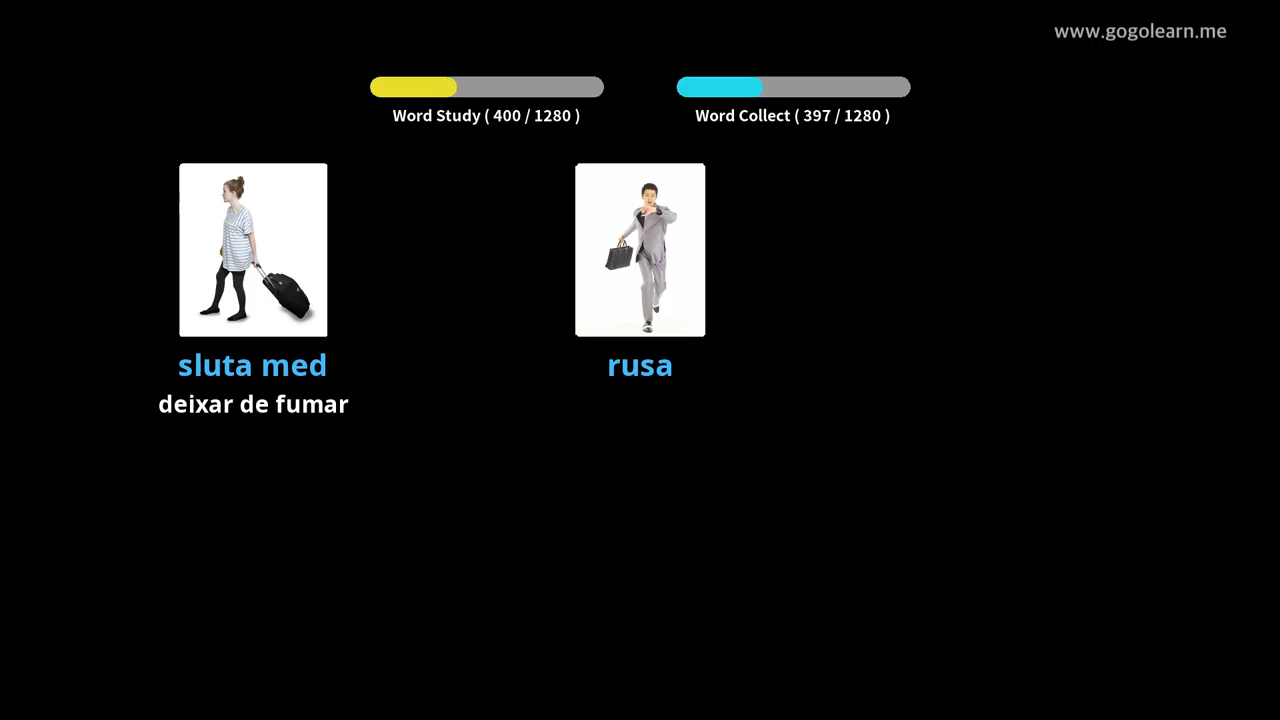 www.gogolearn.me
Word Study ( 400 / 1280 )
Word Collect ( 397 / 1280 )
sluta med
rusa
deixar de fumar